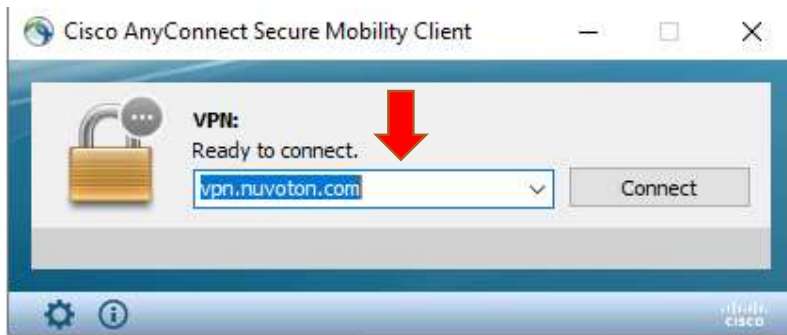 Cisco AnyConnect Secure Mobility Client
VPN:
Ready to connect.
vpn.nuvoton.com
Connect
CISCO